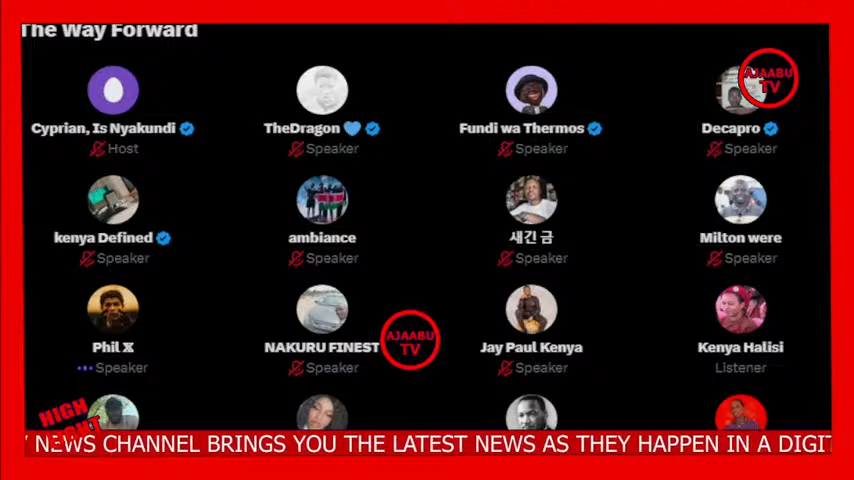 The Way Forward
AJAABU
TV
Cyprian, Is Nyakundi
Host
TheDragon 💙
Speaker
Fundi wa Thermos
Speaker
Decapro
Speaker
kenya Defined
Speaker
ambiance
Speaker
새긴 금
Speaker
Milton were
Speaker
Phil 𝕏
Speaker
NAKURU FINEST
Speaker
AJAABU
TV
Jay Paul Kenya
Speaker
Kenya Halisi
Listener
HIGH
NEWS CHANNEL BRINGS YOU THE LATEST NEWS AS THEY HAPPEN IN A DIGIT